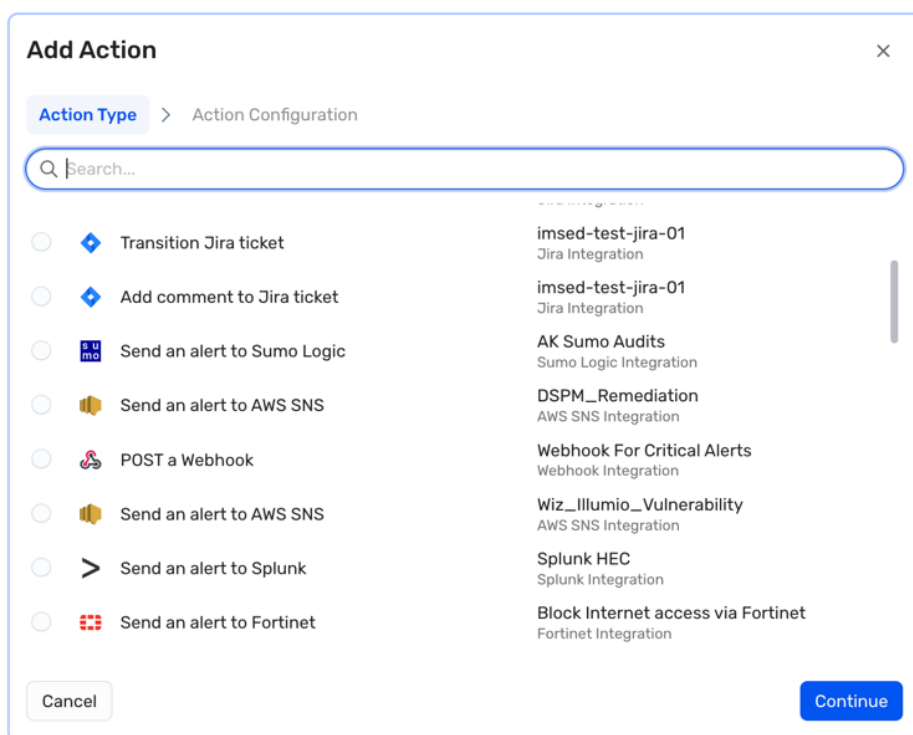 Add Action
Action Type > Action Configuration
Search...
Transition Jira ticket
imsed-test-jira-01
Jira Integration
Add comment to Jira ticket
imsed-test-jira-01
Jira Integration
sumo
Send an alert to Sumo Logic
AK Sumo Audits
Sumo Logic Integration
Send an alert to AWS SNS
DSPM_Remediation
AWS SNS Integration
POST a Webhook
Webhook For Critical Alerts
Webhook Integration
Send an alert to AWS SNS
Wiz_Illumio_Vulnerability
AWS SNS Integration
Send an alert to Splunk
Splunk HEC
Splunk Integration
Send an alert to Fortinet
Block Internet access via Fortinet
Fortinet Integration
Cancel
Continue